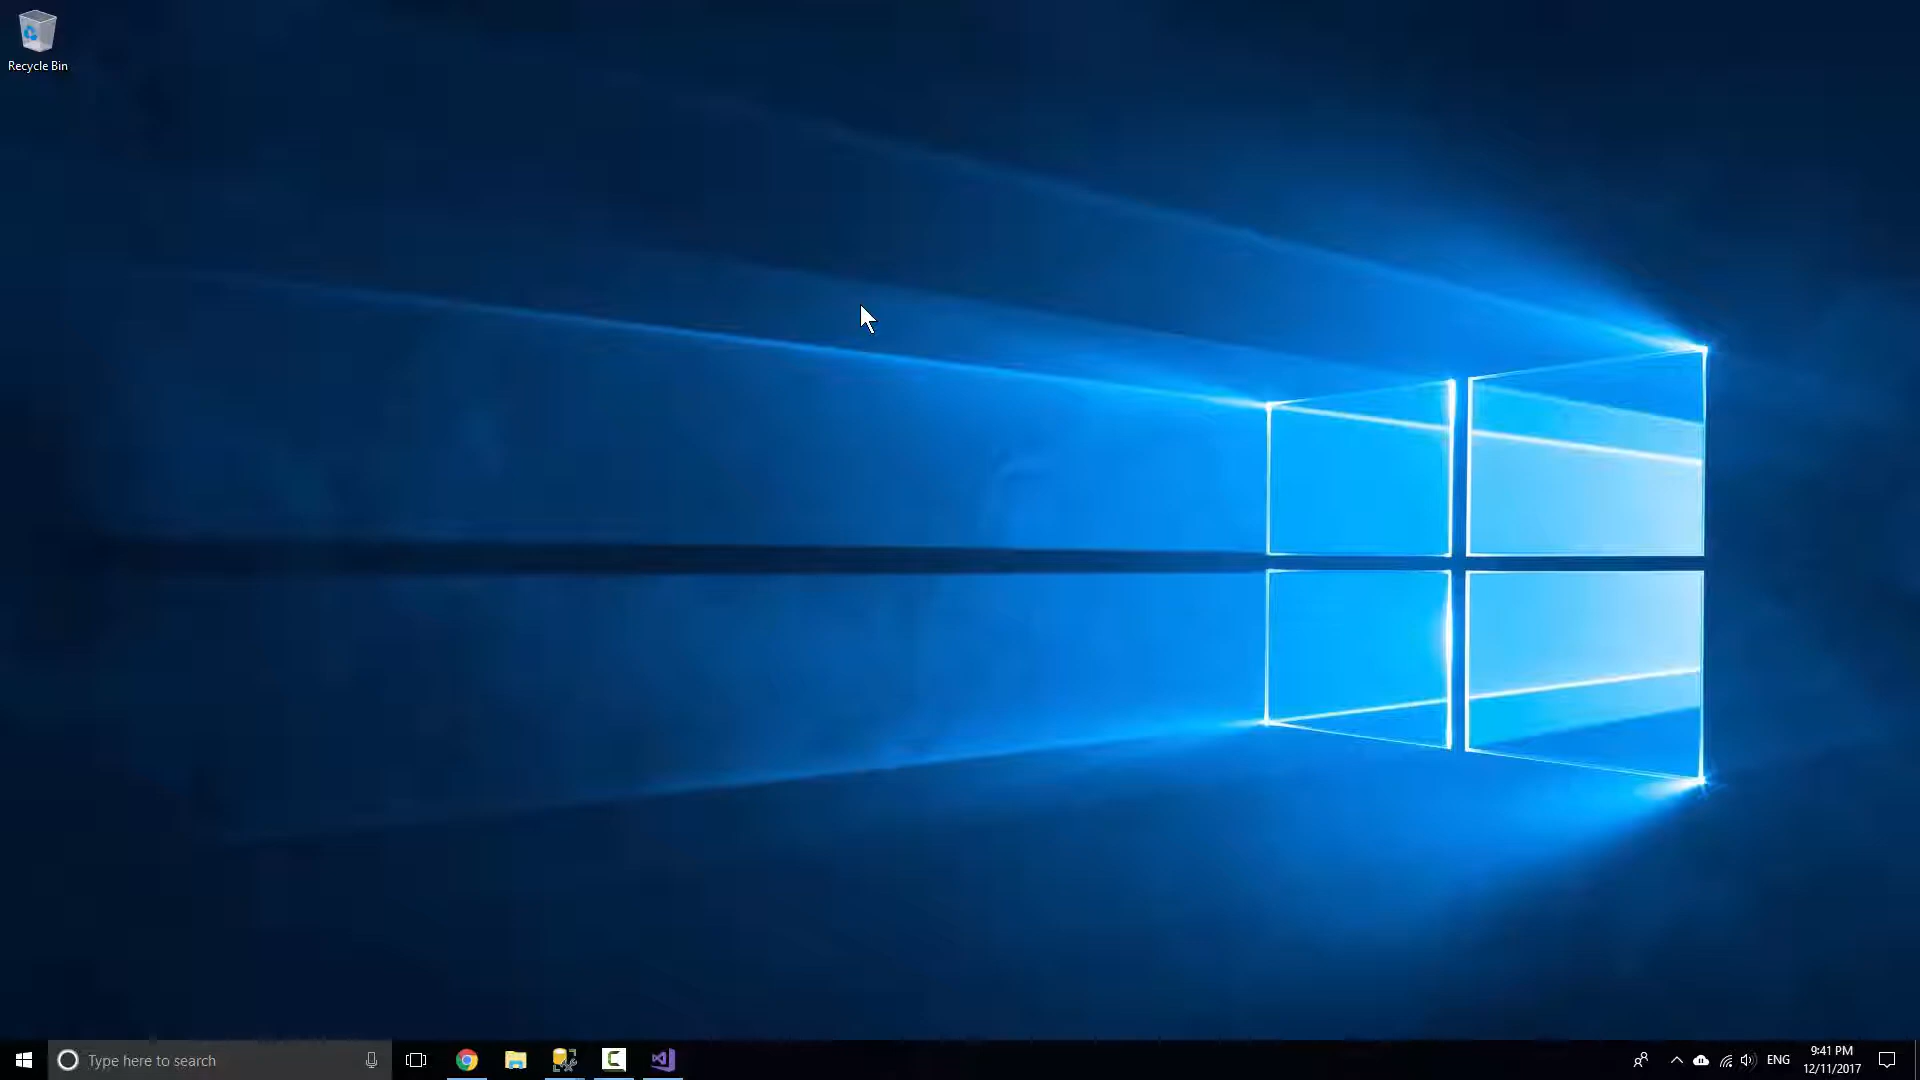 Recycle Bin
Type here to search
ENG
9:41 PM
12/11/2017